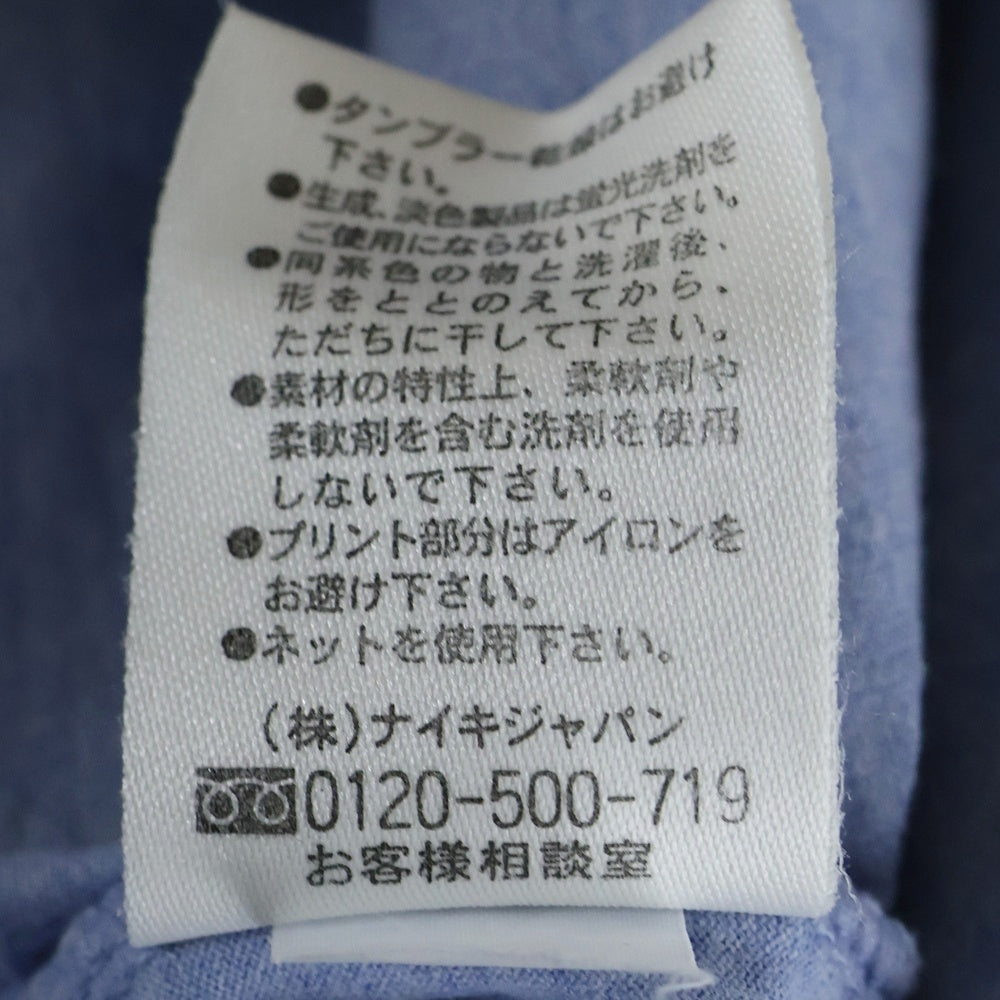 ●タンブラー乾燥はお避け
下さい。
●生成、淡色製品は蛍光洗剤を
ご使用にならないで下さい。
●同系色の物と洗濯後、
形をととのえてから、
ただちに干して下さい。
●素材の特性上、柔軟剤や
柔軟剤を含む洗剤を使用
しないで下さい。
●プリント部分はアイロンを
お避け下さい。
●ネットを使用下さい。
(株)ナイキジャパン
0120-500-719
お客様相談室